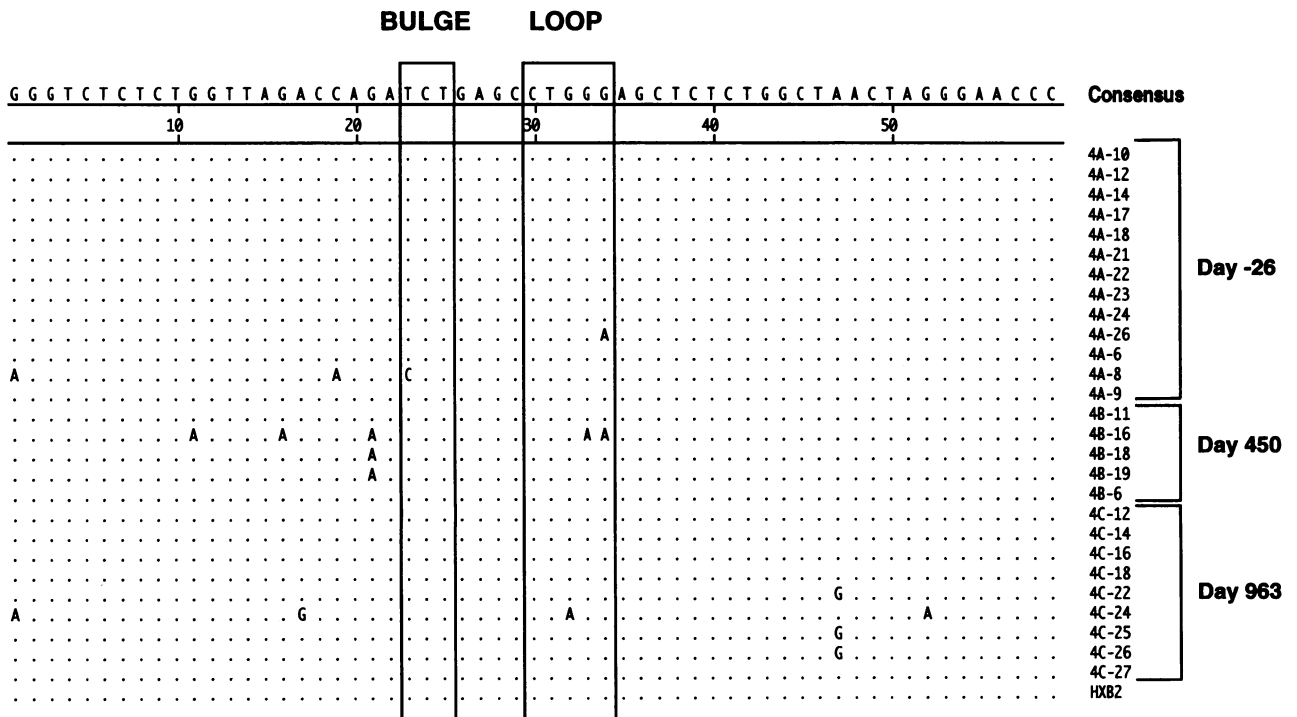 BULGE LOOP
G G G T C T C T C T G G T T A G A C C A G A T C T G A G C C T G G G A G C T C T C T G G C T A A C T A G G G A A C C C Consensus
10 20 30 40 50
4A-10
4A-12
4A-14
4A-17
4A-18
4A-21
Day -26
4A-22
4A-23
4A-24
A 4A-26
4A-6
A A C 4A-8
4A-9
4B-11
A A A A A 4B-16
Day 450
A 4B-18
A 4B-19
4B-6
4C-12
4C-14
4C-16
4C-18
G 4C-22
Day 963
A G A A 4C-24
G 4C-25
G 4C-26
4C-27
HXB2